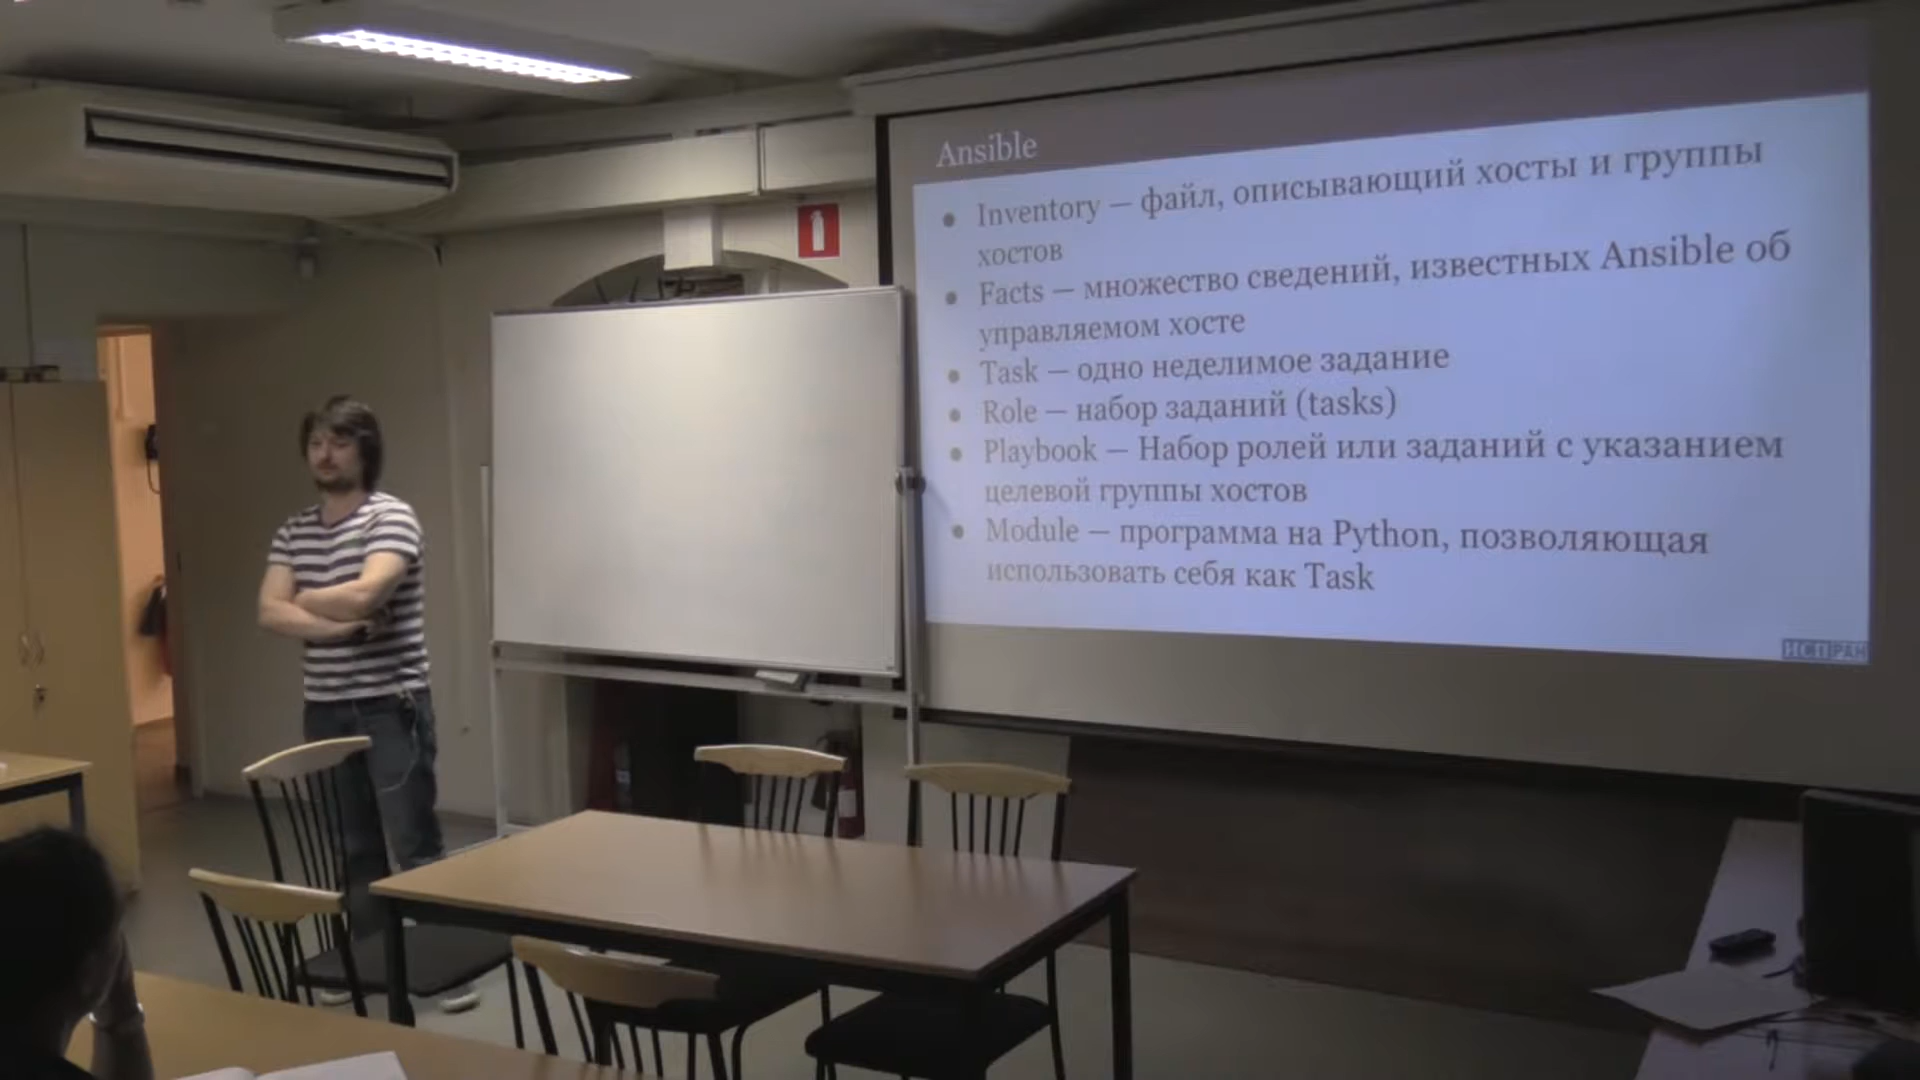 Ansible
Inventory — файл, описывающий хосты и группы
хостов
Facts — множество сведений, известных Ansible об
управляемом хосте
Task — одно неделимое задание
Role — набор заданий (tasks)
Playbook — Набор ролей или заданий с указанием
целевой группы хостов
Module — программа на Python, позволяющая
использовать себя как Task
ИСП РАН